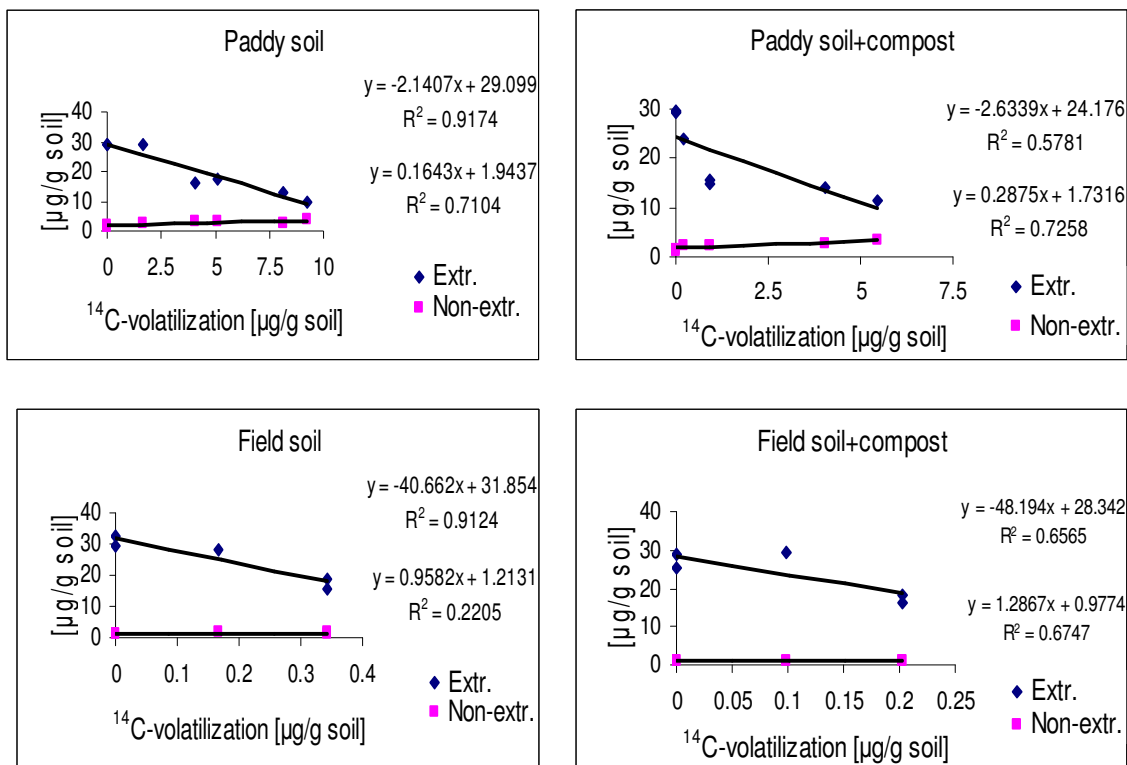 Paddy soil
y = -2.1407x + 29.099
R² = 0.9174
y = 0.1643x + 1.9437
R² = 0.7104
[µg/g soil]
40
30
20
10
0
0 2.5 5 7.5 10
Extr.
Non-extr.
¹⁴C-volatilization [µg/g soil]
Paddy soil+compost
y = -2.6339x + 24.176
R² = 0.5781
y = 0.2875x + 1.7316
R² = 0.7258
[µg/g soil]
30
20
10
0
0 2.5 5 7.5
Extr.
Non-extr.
¹⁴C-volatilization [µg/g soil]
Field soil
y = -40.662x + 31.854
R² = 0.9124
y = 0.9582x + 1.2131
R² = 0.2205
[µg/g soil]
40
30
20
10
0
0 0.1 0.2 0.3 0.4
Extr.
Non-extr.
¹⁴C-volatilization [µg/g soil]
Field soil+compost
y = -48.194x + 28.342
R² = 0.6565
y = 1.2867x + 0.9774
R² = 0.6747
[µg/g soil]
40
30
20
10
0
0 0.05 0.1 0.15 0.2 0.25
Extr.
Non-extr.
¹⁴C-volatilization [µg/g soil]